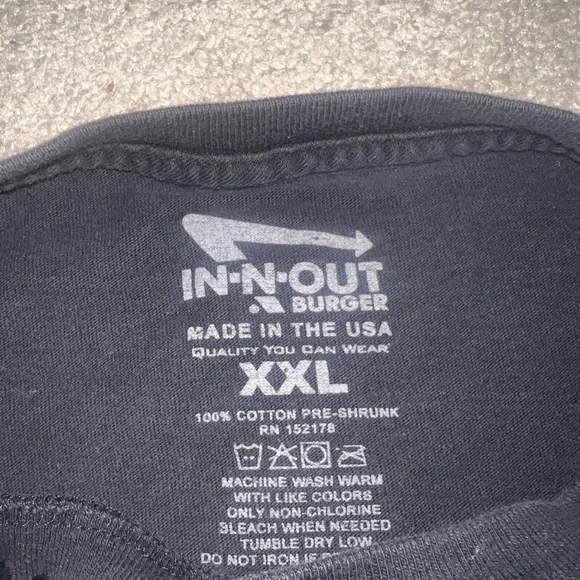 IN-N-OUT
BURGER
MADE IN THE USA
QUALITY YOU CAN WEAR
XXL
100% COTTON PRE-SHRUNK
RN 152178
MACHINE WASH WARM
WITH LIKE COLORS
ONLY NON-CHLORINE
BLEACH WHEN NEEDED
TUMBLE DRY LOW
DO NOT IRON IF